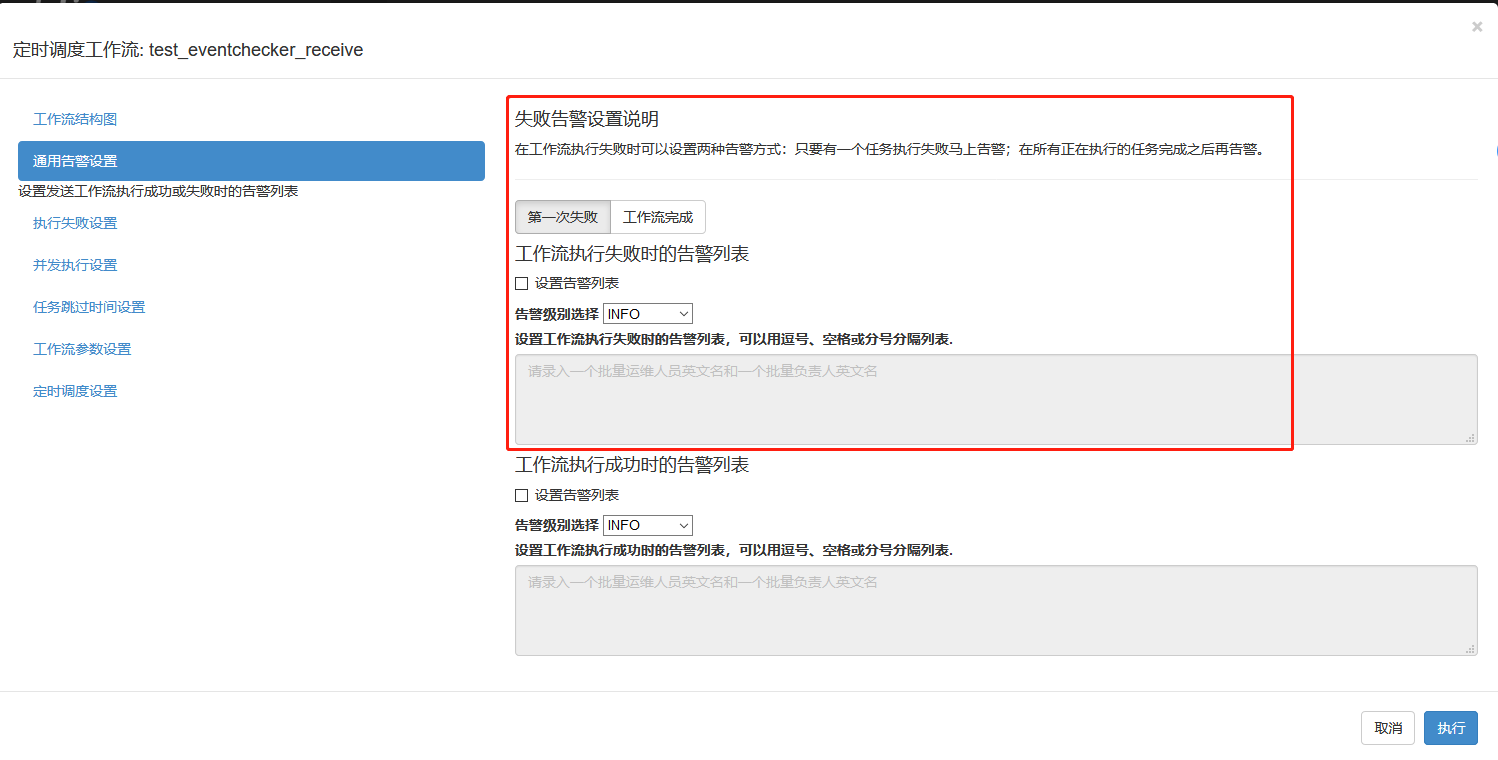 ×
定时调度工作流: test_eventchecker_receive
工作流结构图
通用告警设置
设置发送工作流执行成功或失败时的告警列表
执行失败设置
并发执行设置
任务跳过时间设置
工作流参数设置
定时调度设置
失败告警设置说明
在工作流执行失败时可以设置两种告警方式：只要有一个任务执行失败马上告警；在所有正在执行的任务完成之后再告警。
第一次失败 工作流完成
工作流执行失败时的告警列表
设置告警列表
告警级别选择 INFO
设置工作流执行失败时的告警列表，可以用逗号、空格或分号分隔列表.
请录入一个批量运维人员英文名和一个批量负责人英文名
工作流执行成功时的告警列表
设置告警列表
告警级别选择 INFO
设置工作流执行成功时的告警列表，可以用逗号、空格或分号分隔列表.
请录入一个批量运维人员英文名和一个批量负责人英文名
取消 执行